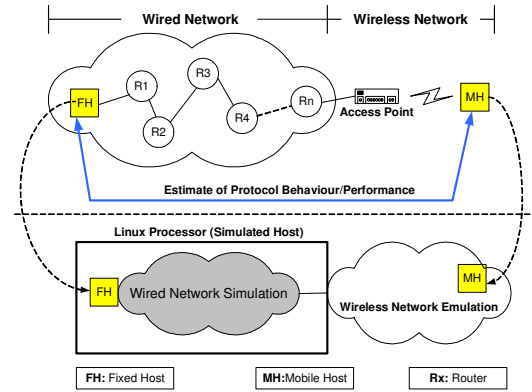 Wired Network
Wireless Network
FH
R1
R2
R3
R4
Rn
Access Point
MH
Estimate of Protocol Behaviour/Performance
Linux Processor (Simulated Host)
FH
Wired Network Simulation
MH
Wireless Network Emulation
FH: Fixed Host
MH:Mobile Host
Rx: Router